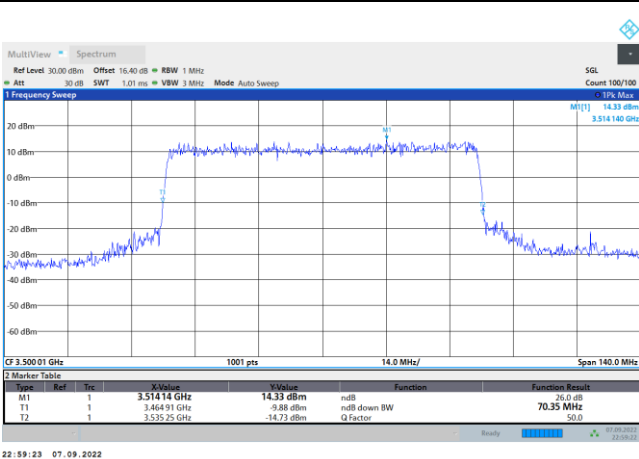 MultiView Spectrum
Ref Level 30.00 dBm Offset 16.40 dB RBW 1 MHz SGL
Att 30 dB SWT 1.01 ms VBW 3 MHz Mode Auto Sweep Count 100/100
1 Frequency Sweep 1Pk Max
M1[1] 14.33 dBm
3.514 140 GHz
20 dBm
M1
10 dBm
0 dBm
T1
-10 dBm
T2
-20 dBm
-30 dBm
-40 dBm
-50 dBm
-60 dBm
CF 3.500 01 GHz 1001 pts 14.0 MHz/ Span 140.0 MHz
2 Marker Table
Type Ref Trc X-Value Y-Value Function Function Result
M1 1 3.514 14 GHz 14.33 dBm ndB 26.0 dB
T1 1 3.464 91 GHz -9.88 dBm ndB down BW 70.35 MHz
T2 1 3.535 25 GHz -14.73 dBm Q Factor 50.0
Ready 07.09.2022
22:59:22
22:59:23 07.09.2022